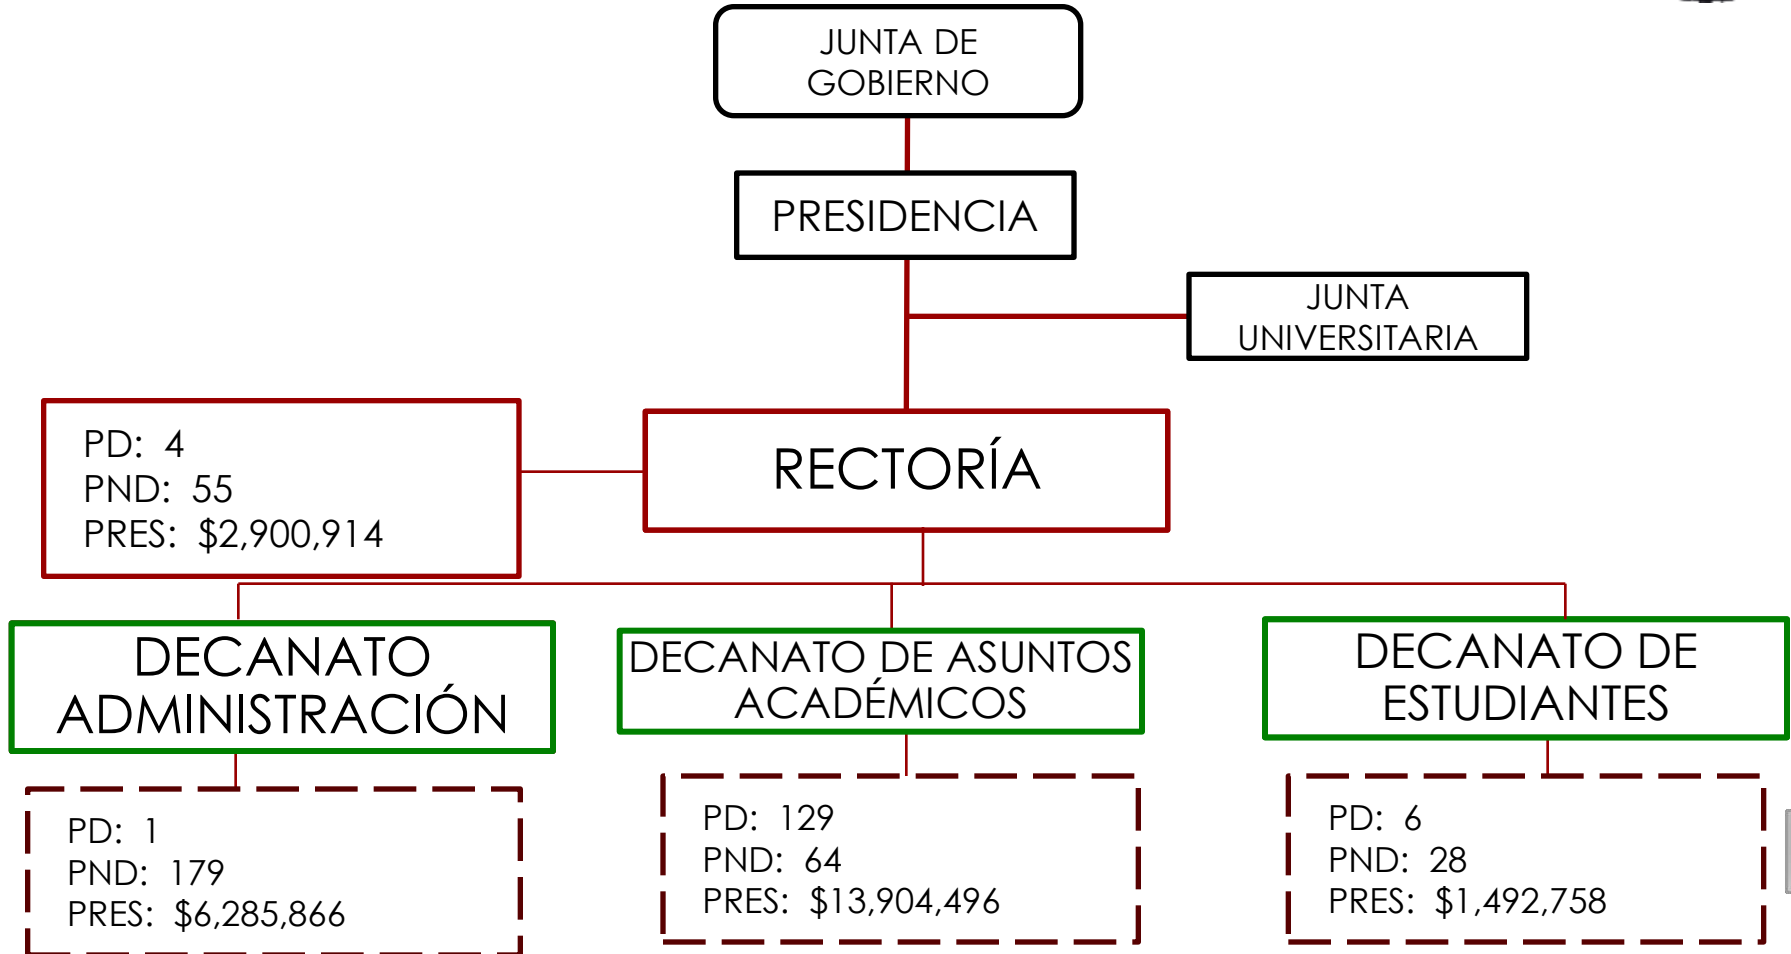 JUNTA DE
GOBIERNO
PRESIDENCIA
JUNTA
UNIVERSITARIA
PD: 4
PND: 55
PRES: $2,900,914
RECTORÍA
DECANATO
ADMINISTRACIÓN
DECANATO DE ASUNTOS
ACADÉMICOS
DECANATO DE
ESTUDIANTES
PD: 1
PND: 179
PRES: $6,285,866
PD: 129
PND: 64
PRES: $13,904,496
PD: 6
PND: 28
PRES: $1,492,758